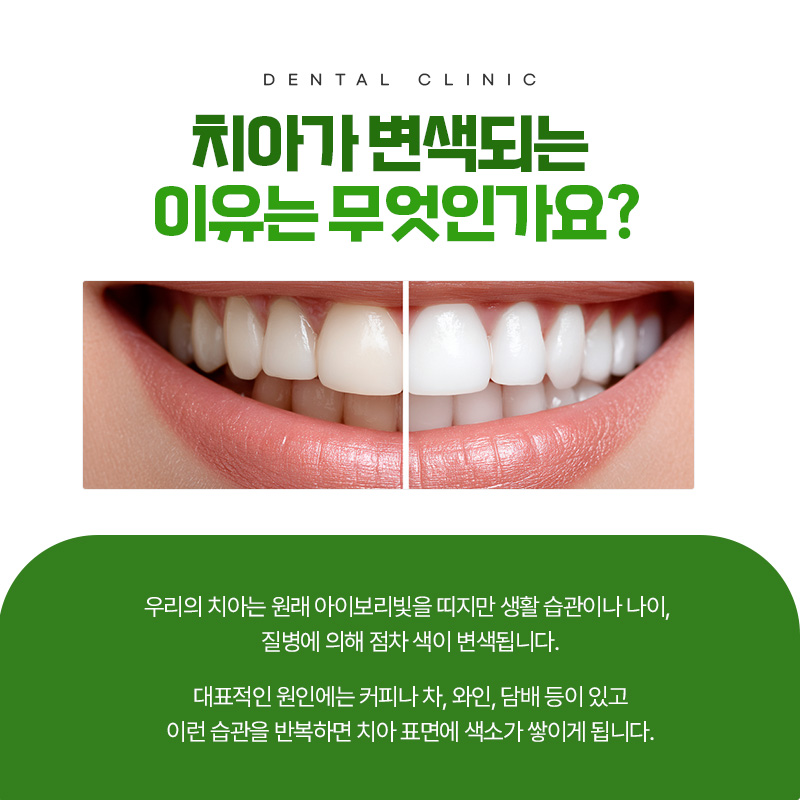 DENTAL CLINIC
치아가 변색되는
이유는 무엇인가요?
우리의 치아는 원래 아이보리빛을 띠지만 생활 습관이나 나이,
질병에 의해 점차 색이 변색됩니다.
대표적인 원인에는 커피나 차, 와인, 담배 등이 있고
이런 습관을 반복하면 치아 표면에 색소가 쌓이게 됩니다.